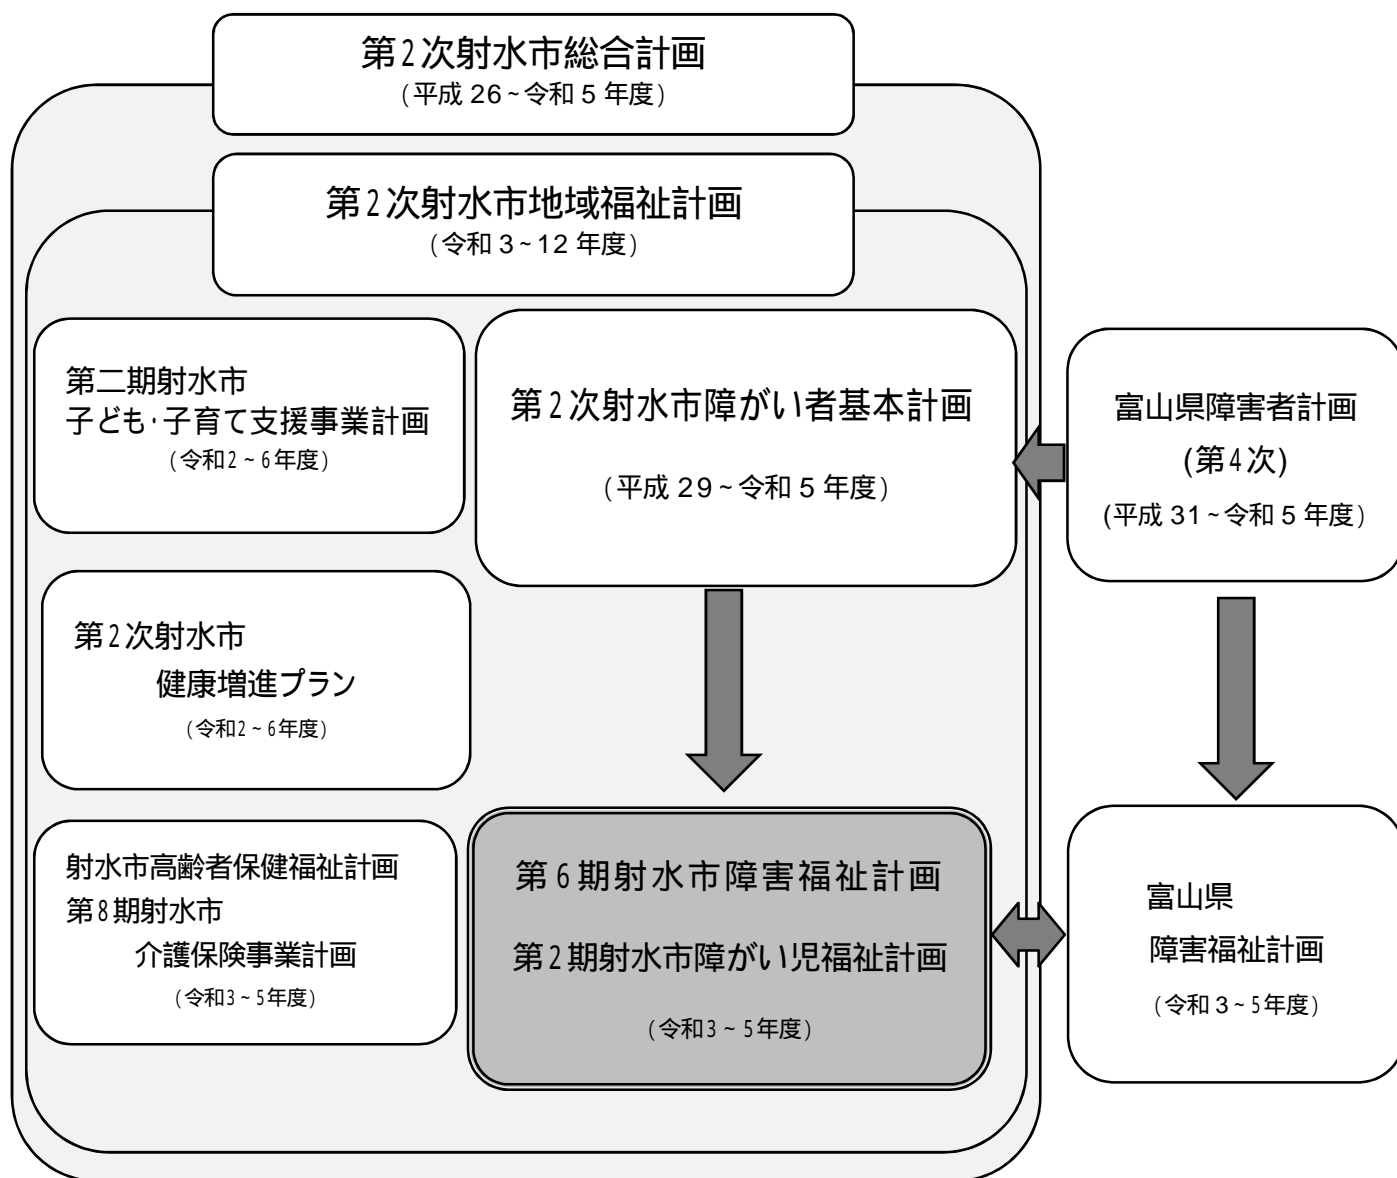 第2次射水市総合計画
(平成 26~令和 5 年度)
第2次射水市地域福祉計画
(令和 3~12 年度)
第二期射水市
子ども・子育て支援事業計画
(令和2~6年度)
第2次射水市障がい者基本計画
(平成 29~令和 5 年度)
富山県障害者計画
(第4次)
(平成 31~令和 5 年度)
第2次射水市
健康増進プラン
(令和2~6年度)
射水市高齢者保健福祉計画
第8期射水市
介護保険事業計画
(令和3~5年度)
第6期射水市障害福祉計画
第2期射水市障がい児福祉計画
(令和3~5年度)
富山県
障害福祉計画
(令和 3~5年度)